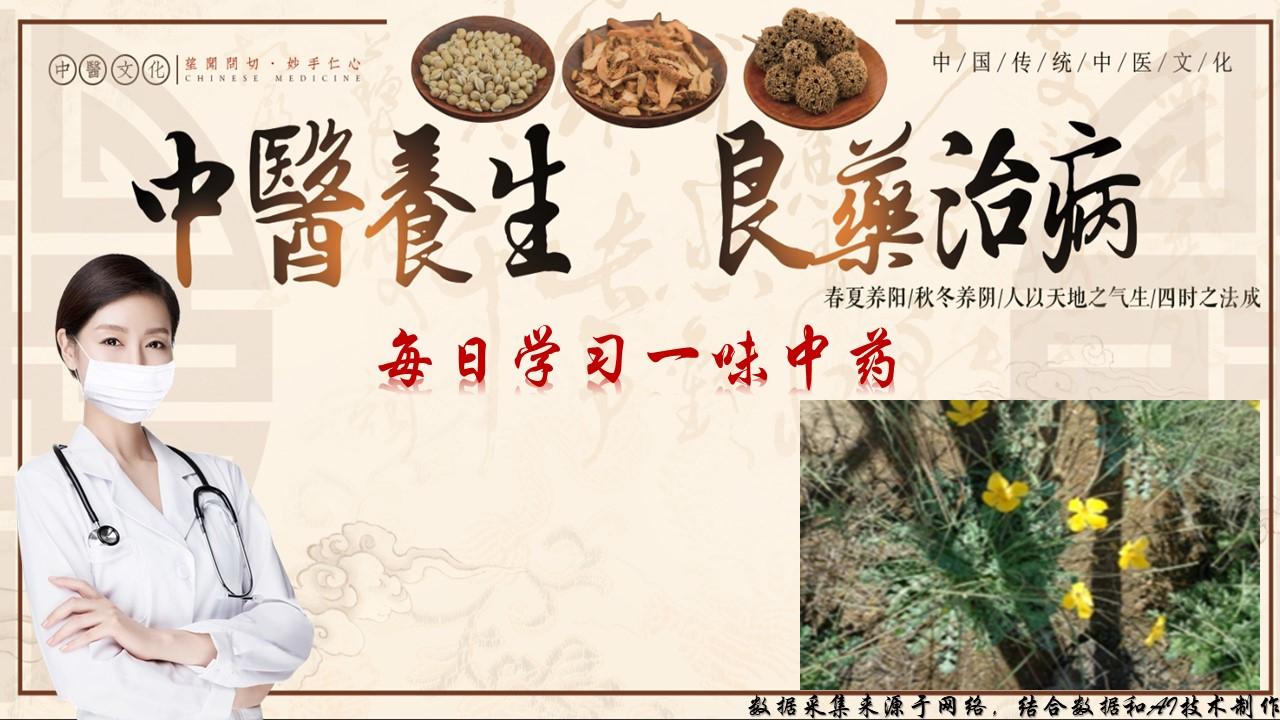 中醫文化
望聞問切·妙手仁心
CHINESE MEDICINE
中/国/传/统/中/医/文/化
中醫養生 良藥治病
春夏养阳/秋冬养阴/人以天地之气生/四时之法成
每日学习一味中药
数据采集来源于网络，结合数据和AI技术制作